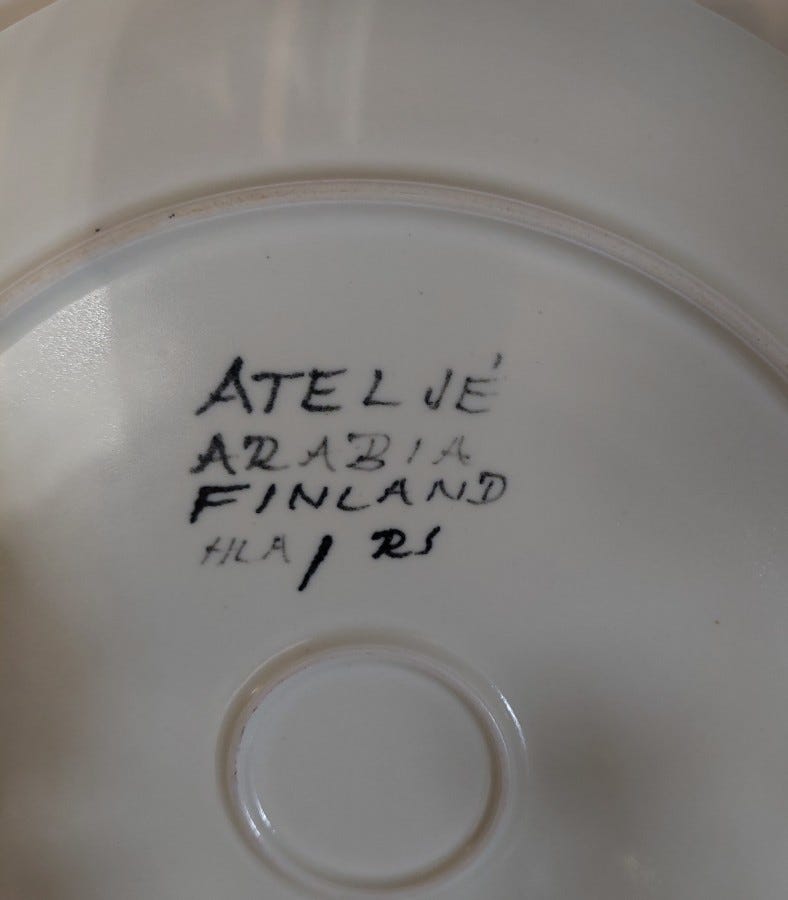 ATELJÉ
ARABIA
FINLAND
HLA / RS